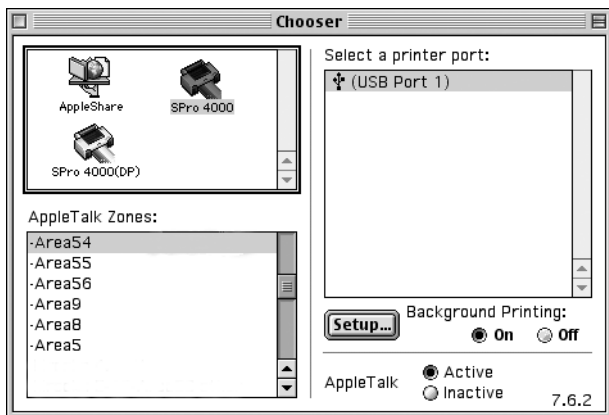 Chooser
AppleShare
SPro 4000
SPro 4000(DP)
AppleTalk Zones:
-Area54
-Area55
-Area56
-Area9
-Area8
-Area5
Select a printer port:
(USB Port 1)
Setup...
Background Printing:
On Off
AppleTalk
Active
Inactive
7.6.2